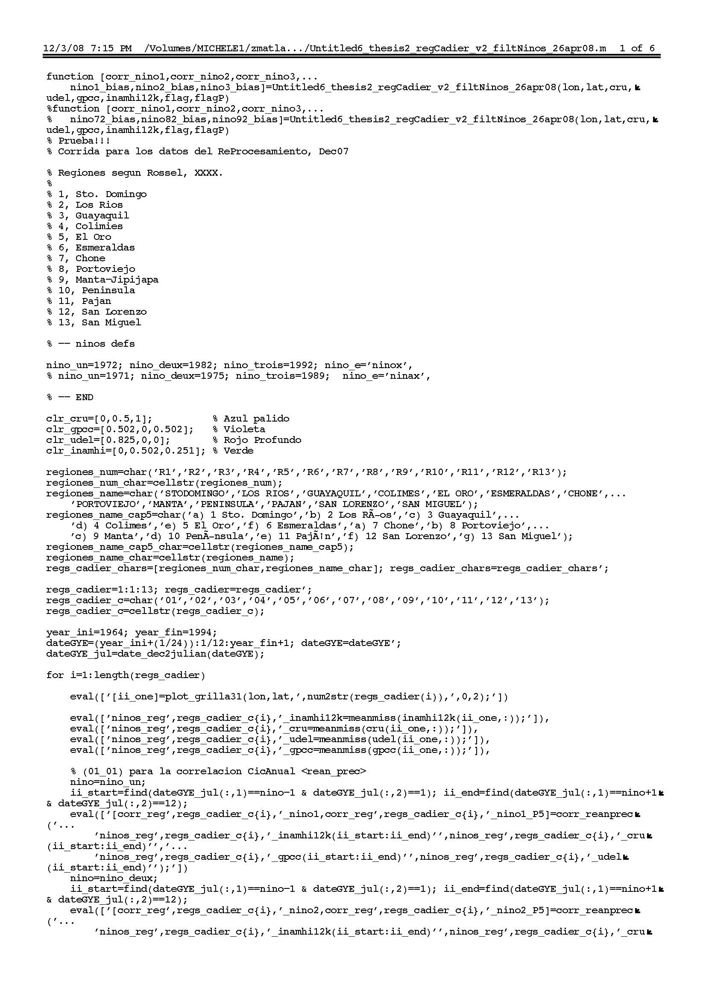 12/3/08 7:15 PM  /Volumes/MICHELE1/zmatla.../Untitled6_thesis2_regCadier_v2_filtNinos_26apr08.m  1 of 6
function [corr_nino1,corr_nino2,corr_nino3,...
    nino1_bias,nino2_bias,nino3_bias]=Untitled6_thesis2_regCadier_v2_filtNinos_26apr08(lon,lat,cru,↙
udel,gpcc,inamhi12k,flag,flagP)
%function [corr_nino1,corr_nino2,corr_nino3,...
%   nino72_bias,nino82_bias,nino92_bias]=Untitled6_thesis2_regCadier_v2_filtNinos_26apr08(lon,lat,cru,↙
udel,gpcc,inamhi12k,flag,flagP)
% Prueba!!!
% Corrida para los datos del ReProcesamiento, Dec07
% Regiones segun Rossel, XXXX.
%
% 1, Sto. Domingo
% 2, Los Rios
% 3, Guayaquil
% 4, Colimies
% 5, El Oro
% 6, Esmeraldas
% 7, Chone
% 8, Portoviejo
% 9, Manta-Jipijapa
% 10, Peninsula
% 11, Pajan
% 12, San Lorenzo
% 13, San Miguel
% -- ninos defs
nino_un=1972; nino_deux=1982; nino_trois=1992; nino_e='ninox',
% nino_un=1971; nino_deux=1975; nino_trois=1989;  nino_e='ninax',
% -- END
clr_cru=[0,0.5,1];          % Azul palido
clr_gpcc=[0.502,0,0.502];   % Violeta
clr_udel=[0.825,0,0];       % Rojo Profundo
clr_inamhi=[0,0.502,0.251]; % Verde
regiones_num=char('R1','R2','R3','R4','R5','R6','R7','R8','R9','R10','R11','R12','R13');
regiones_num_char=cellstr(regiones_num);
regiones_name=char('STODOMINGO','LOS RIOS','GUAYAQUIL','COLIMES','EL ORO','ESMERALDAS','CHONE',...
    'PORTOVIEJO','MANTA','PENINSULA','PAJAN','SAN LORENZO','SAN MIGUEL');
regiones_name_cap5=char('a) 1 Sto. Domingo','b) 2 Los RÃ-os','c) 3 Guayaquil',...
    'd) 4 Colimes','e) 5 El Oro','f) 6 Esmeraldas','a) 7 Chone','b) 8 Portoviejo',...
    'c) 9 Manta','d) 10 PenÃ-nsula','e) 11 PajÃ¡n','f) 12 San Lorenzo','g) 13 San Miguel');
regiones_name_cap5_char=cellstr(regiones_name_cap5);
regiones_name_char=cellstr(regiones_name);
regs_cadier_chars=[regiones_num_char,regiones_name_char]; regs_cadier_chars=regs_cadier_chars';
regs_cadier=1:1:13; regs_cadier=regs_cadier';
regs_cadier_c=char('01','02','03','04','05','06','07','08','09','10','11','12','13');
regs_cadier_c=cellstr(regs_cadier_c);
year_ini=1964; year_fin=1994;
dateGYE=(year_ini+(1/24)):1/12:year_fin+1; dateGYE=dateGYE';
dateGYE_jul=date_dec2julian(dateGYE);
for i=1:length(regs_cadier)
    eval(['[ii_one]=plot_grilla31(lon,lat,',num2str(regs_cadier(i)),',0,2);'])
    eval(['ninos_reg',regs_cadier_c{i},'_inamhi12k=meanmiss(inamhi12k(ii_one,:));']),
    eval(['ninos_reg',regs_cadier_c{i},'_cru=meanmiss(cru(ii_one,:));']),
    eval(['ninos_reg',regs_cadier_c{i},'_udel=meanmiss(udel(ii_one,:));']),
    eval(['ninos_reg',regs_cadier_c{i},'_gpcc=meanmiss(gpcc(ii_one,:));']),
    % (01_01) para la correlacion CicAnual <rean_prec>
    nino=nino_un;
    ii_start=find(dateGYE_jul(:,1)==nino-1 & dateGYE_jul(:,2)==1); ii_end=find(dateGYE_jul(:,1)==nino+1↙
& dateGYE_jul(:,2)==12);
    eval(['[corr_reg',regs_cadier_c{i},'_nino1,corr_reg',regs_cadier_c{i},'_nino1_P5]=corr_reanprec↙
('...
        'ninos_reg',regs_cadier_c{i},'_inamhi12k(ii_start:ii_end)'',ninos_reg',regs_cadier_c{i},'_cru↙
(ii_start:ii_end)'','...
        'ninos_reg',regs_cadier_c{i},'_gpcc(ii_start:ii_end)'',ninos_reg',regs_cadier_c{i},'_udel↙
(ii_start:ii_end)'');'])
    nino=nino_deux;
    ii_start=find(dateGYE_jul(:,1)==nino-1 & dateGYE_jul(:,2)==1); ii_end=find(dateGYE_jul(:,1)==nino+1↙
& dateGYE_jul(:,2)==12);
    eval(['[corr_reg',regs_cadier_c{i},'_nino2,corr_reg',regs_cadier_c{i},'_nino2_P5]=corr_reanprec↙
('...
        'ninos_reg',regs_cadier_c{i},'_inamhi12k(ii_start:ii_end)'',ninos_reg',regs_cadier_c{i},'_cru↙